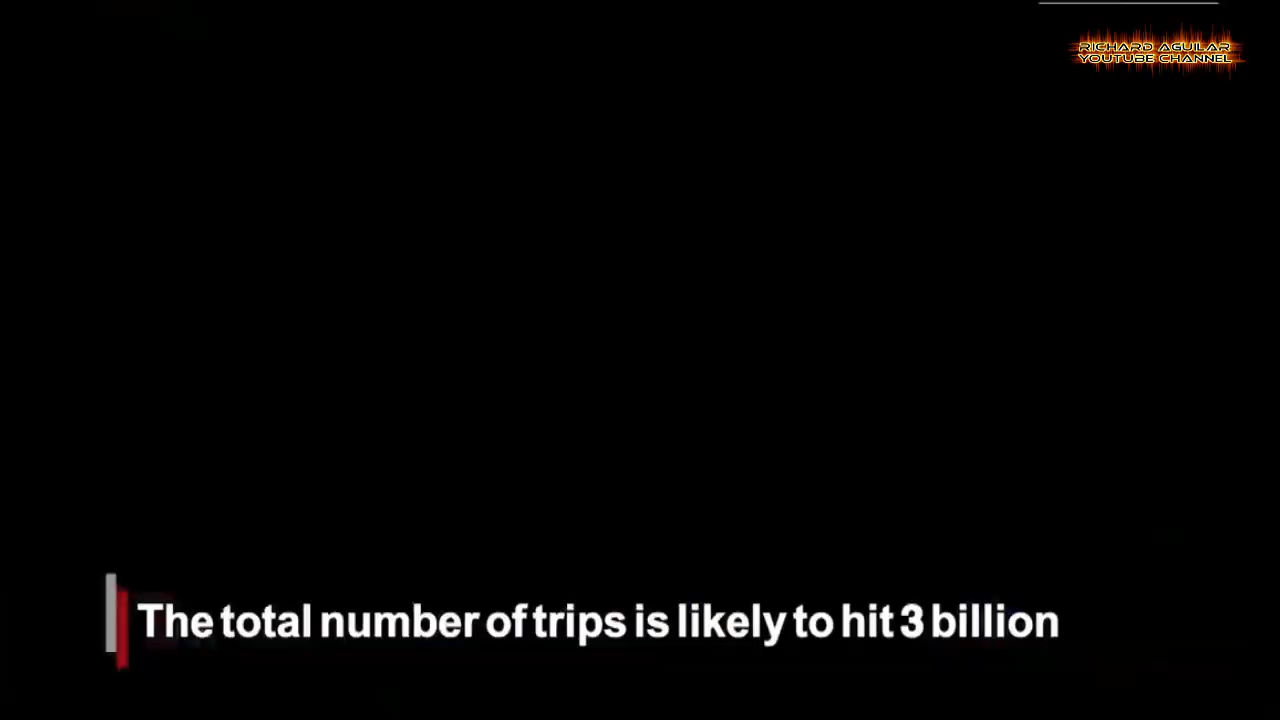 RICHARD AGUILAR
YOUTUBE CHANNEL
The total number of trips is likely to hit 3 billion